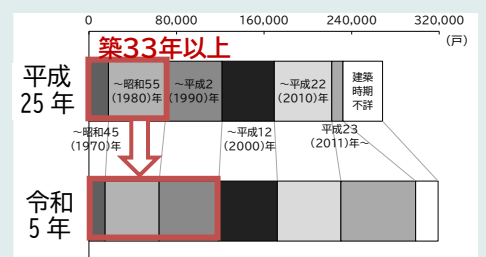 0 80,000 160,000 240,000 320,000
(戸)
築33年以上
平成
25年
～昭和55
(1980)年
～平成2
(1990)年
～平成22
(2010)年
建築
時期
不詳
～昭和45
(1970)年
～平成12
(2000)年
平成23
(2011)年～
令和
5年